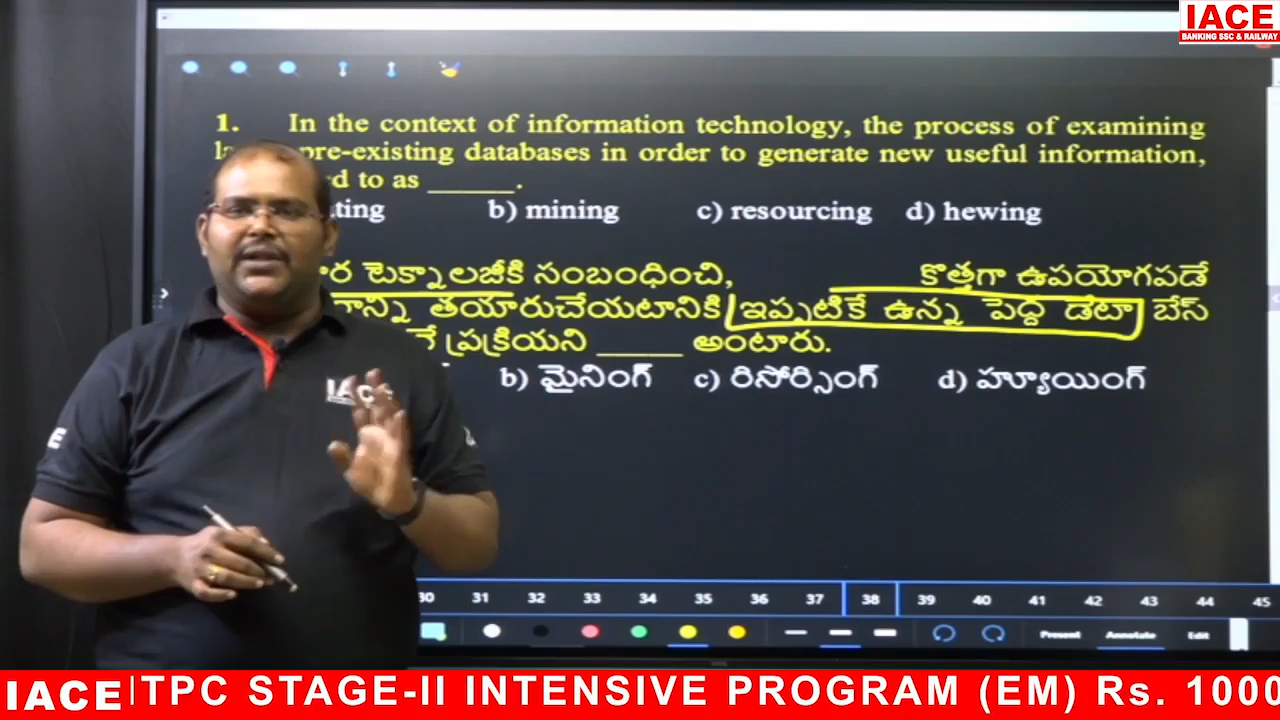 IACE
BANKING SSC & RAILWAY
1. In the context of information technology, the process of examining
pre-existing databases in order to generate new useful information,
to as ______.
b) mining c) resourcing d) hewing
టెక్నాలజీకి సంబంధించి, కొత్తగా ఉపయోగపడే
తయారుచేయటానికి ఇప్పటికే ఉన్న పెద్ద డేటా బేస్
ప్రక్రియని ______ అంటారు.
b) మైనింగ్ c) రిసోర్సింగ్ d) హ్యూయింగ్
IACE
30 31 32 33 34 35 36 37 38 39 40 41 42 43 44 45
Present Annotate Edit
IACE TPC STAGE-II INTENSIVE PROGRAM (EM) Rs. 1000